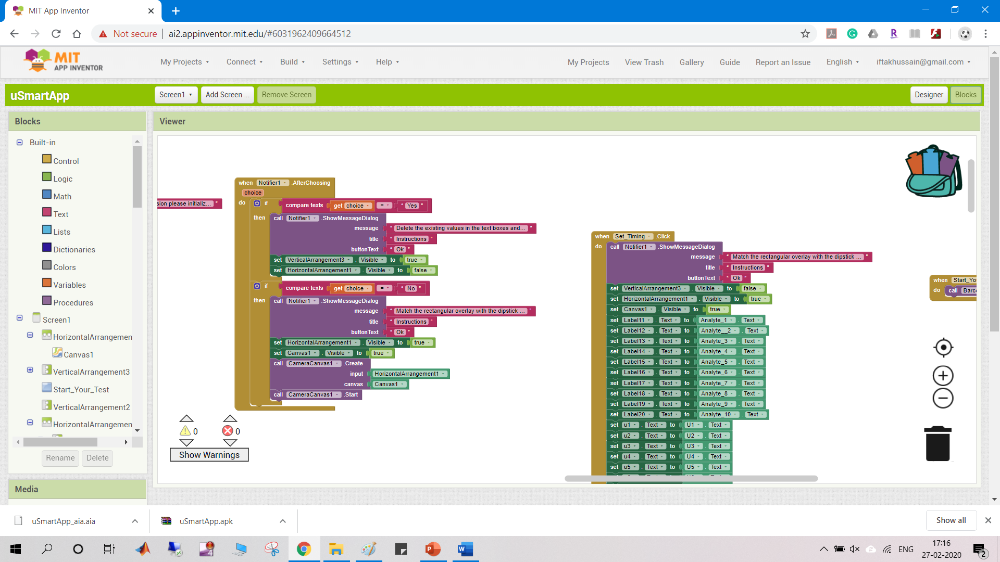 MIT App Inventor
Not secure
ai2.appinventor.mit.edu/#6031962409664512
MIT
APP INVENTOR
My Projects
Connect
Build
Settings
Help
My Projects
View Trash
Gallery
Guide
Report an Issue
English
iftakhussain@gmail.com
uSmartApp
Screen1
Add Screen ...
Remove Screen
Designer
Blocks
Blocks
Built-in
Control
Logic
Math
Text
Lists
Dictionaries
Colors
Variables
Procedures
Screen1
HorizontalArrangemen
Canvas1
VerticalArrangement3
Start_Your_Test
VerticalArrangement2
HorizontalArrangemen
Rename
Delete
Media
Viewer
sion please initializ... "
when Notifier1 .AfterChoosing
choice
do if compare texts get choice = " Yes "
then call Notifier1 .ShowMessageDialog
message " Delete the existing values in the text boxes and... "
title " Instructions "
buttonText " Ok "
set VerticalArrangement3 . Visible to true
set HorizontalArrangement1 . Visible to false
if compare texts get choice = " No "
then call Notifier1 .ShowMessageDialog
message " Match the rectangular overlay with the dipstick ... "
title " Instructions "
buttonText " Ok "
set HorizontalArrangement1 . Visible to true
set Canvas1 . Visible to true
call CameraCanvas1 .Create
input HorizontalArrangement1
canvas Canvas1
call CameraCanvas1 .Start
0
0
Show Warnings
when Set_Timing .Click
do call Notifier1 .ShowMessageDialog
message " Match the rectangular overlay with the dipstick ... "
title " Instructions "
buttonText " Ok "
set VerticalArrangement3 . Visible to false
set HorizontalArrangement1 . Visible to true
set Canvas1 . Visible to true
set Label11 . Text to Analyte_1 . Text
set Label12 . Text to Analyte__2 . Text
set Label13 . Text to Analyte_3 . Text
set Label14 . Text to Analyte_4 . Text
set Label15 . Text to Analyte_5 . Text
set Label16 . Text to Analyte_6 . Text
set Label17 . Text to Analyte_7 . Text
set Label18 . Text to Analyte_8 . Text
set Label19 . Text to Analyte_9 . Text
set Label20 . Text to Analyte_10 . Text
set u1 . Text to U1 . Text
set u2 . Text to U2 . Text
set u3 . Text to U3 . Text
set u4 . Text to U4 . Text
set u5 . Text to U5 . Text
when Start_You
do call Barc
uSmartApp_aia.aia
uSmartApp.apk
Show all
ENG
17:16
27-02-2020
2